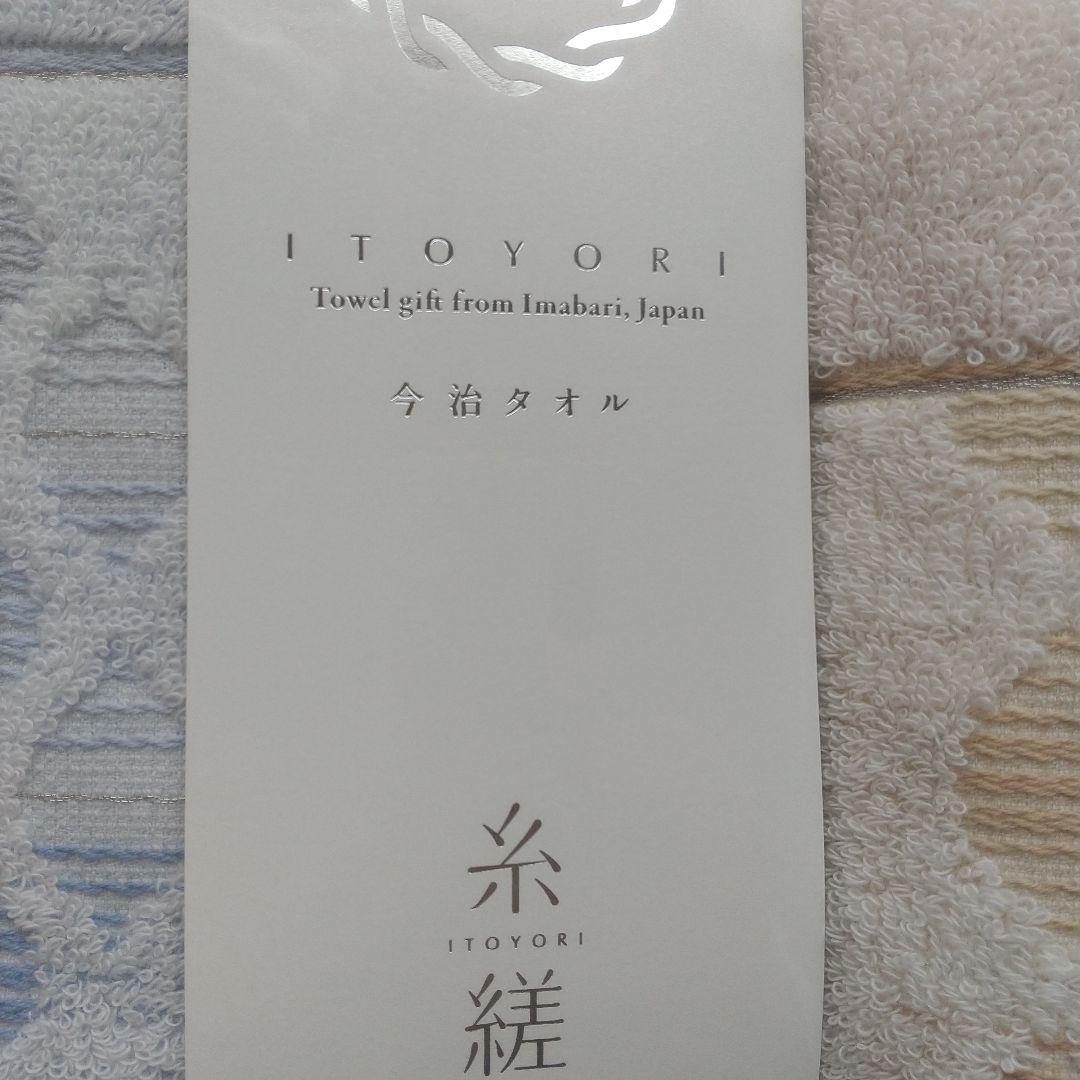 ITOYORI
Towel gift from Imabari, Japan
今治タオル
糸
ITOYORI
縒